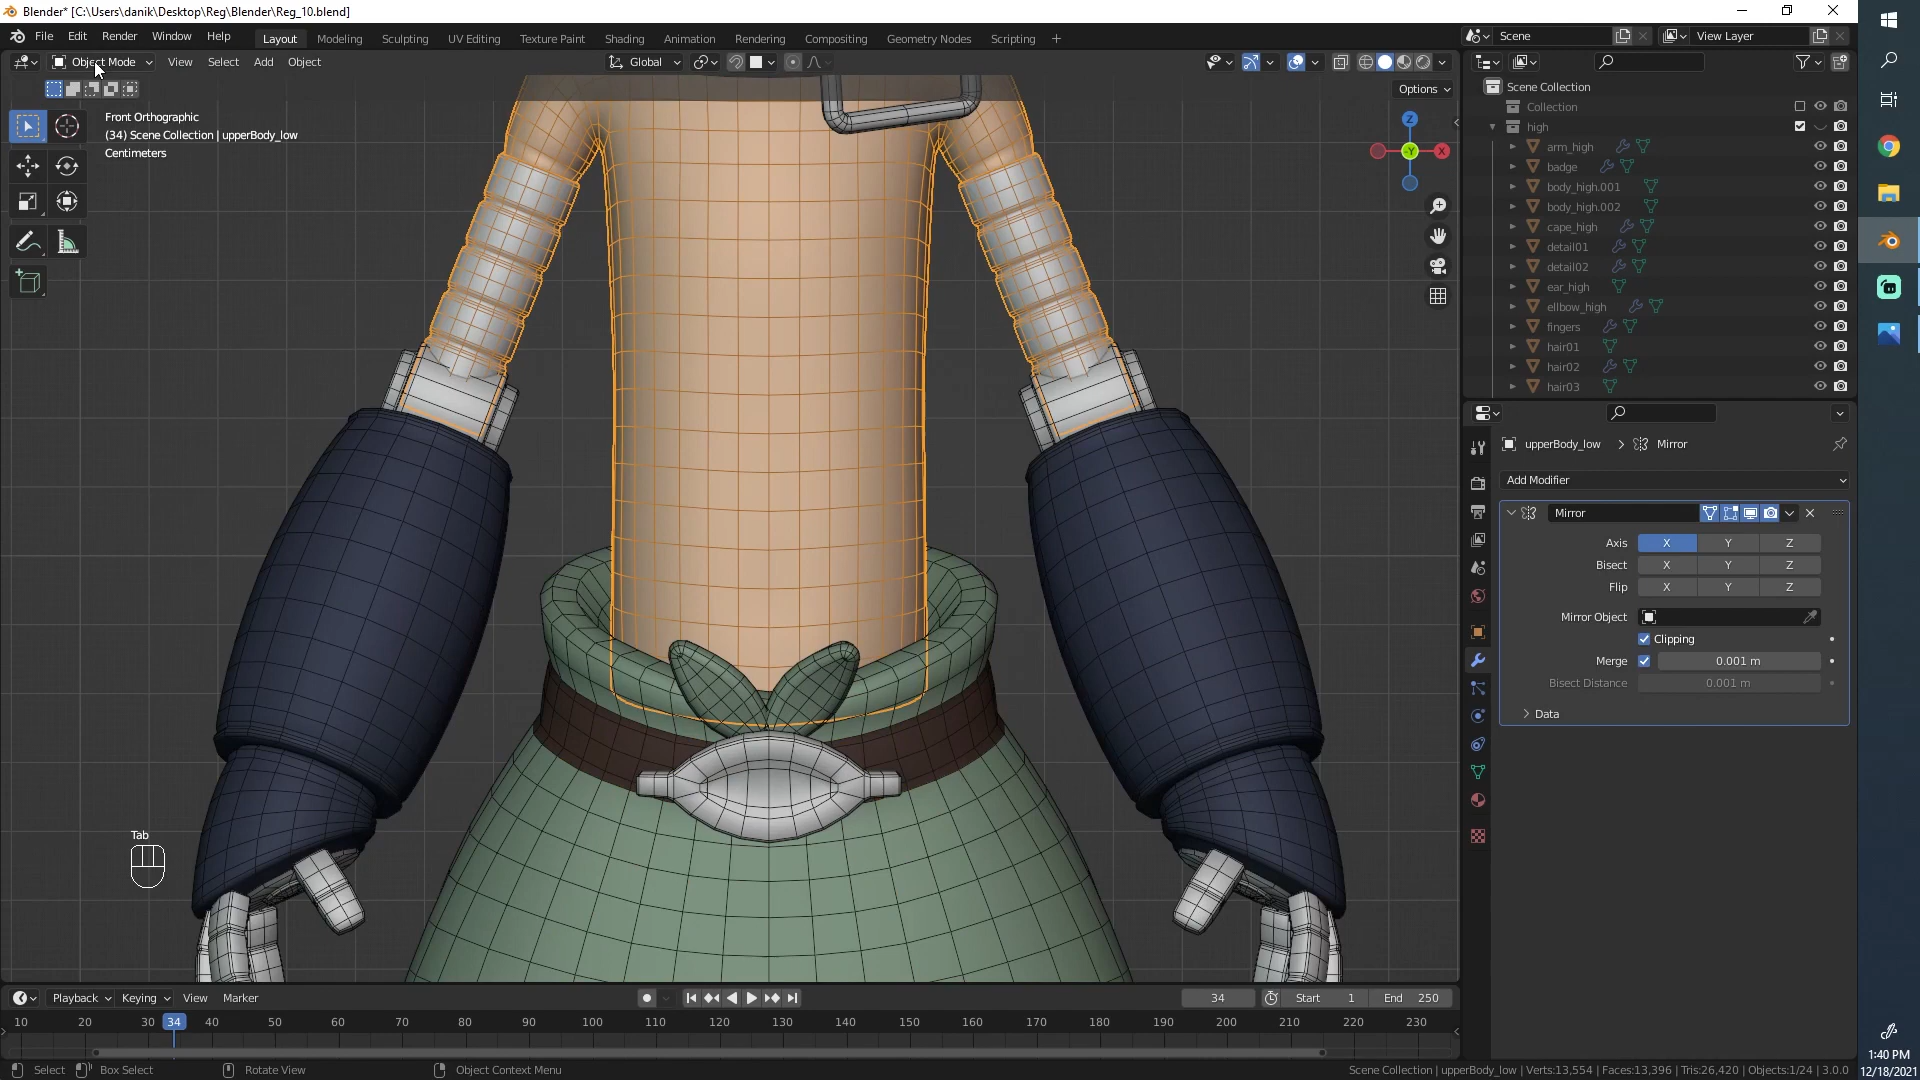 Blender* [C:\Users\danik\Desktop\Reg\Blender\Reg_10.blend]
File Edit Render Window Help Layout Modeling Sculpting UV Editing Texture Paint Shading Animation Rendering Compositing Geometry Nodes Scripting + Scene View Layer
Object Mode View Select Add Object Global
Options
Front Orthographic
(34) Scene Collection | upperBody_low
Centimeters
Z
-Y
X
Scene Collection
Collection
high
arm_high
badge
body_high.001
body_high.002
cape_high
detail01
detail02
ear_high
ellbow_high
fingers
hair01
hair02
hair03
upperBody_low > Mirror
Add Modifier
Mirror
Axis X Y Z
Bisect X Y Z
Flip X Y Z
Mirror Object
Clipping
Merge 0.001 m
Bisect Distance 0.001 m
Data
Tab
Playback Keying View Marker 34 Start 1 End 250
10 20 30 34 40 50 60 70 80 90 100 110 120 130 140 150 160 170 180 190 200 210 220 230
Select Box Select Rotate View Object Context Menu Scene Collection | upperBody_low | Verts:13,554 | Faces:13,396 | Tris:26,420 | Objects:1/24 | 3.0.0
1:40 PM
12/18/2021